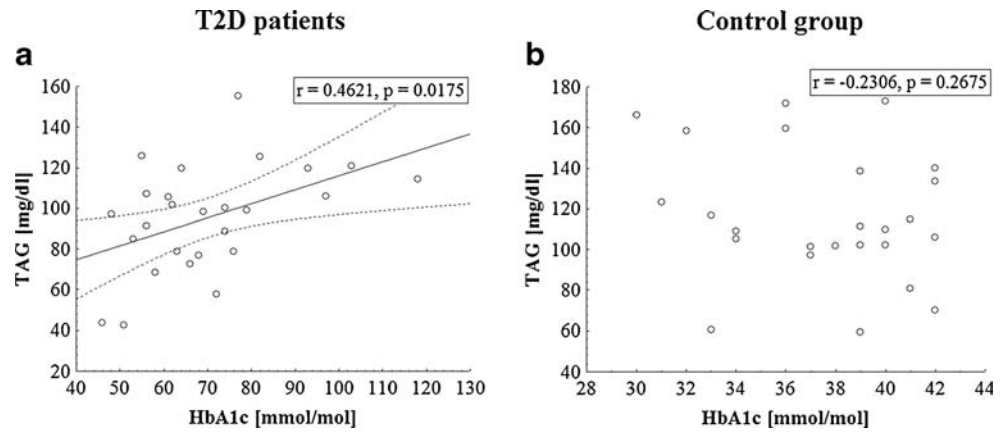 T2D patients
Control group
a
b
r = 0.4621, p = 0.0175
r = -0.2306, p = 0.2675
TAG [mg/dl]
160
140
120
100
80
60
40
20
40 50 60 70 80 90 100 110 120 130
HbA1c [mmol/mol]
TAG [mg/dl]
180
160
140
120
100
80
60
40
28 30 32 34 36 38 40 42 44
HbA1c [mmol/mol]